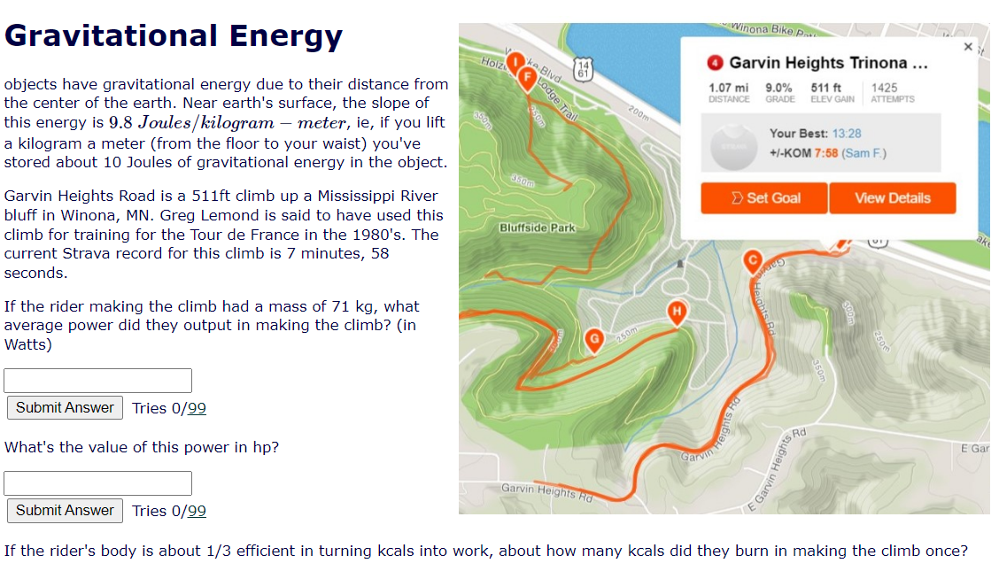 Gravitational Energy
objects have gravitational energy due to their distance from
the center of the earth. Near earth's surface, the slope of
this energy is 9.8 Joules/kilogram − meter, ie, if you lift
a kilogram a meter (from the floor to your waist) you've
stored about 10 Joules of gravitational energy in the object.
Garvin Heights Road is a 511ft climb up a Mississippi River
bluff in Winona, MN. Greg Lemond is said to have used this
climb for training for the Tour de France in the 1980's. The
current Strava record for this climb is 7 minutes, 58
seconds.
If the rider making the climb had a mass of 71 kg, what
average power did they output in making the climb? (in
Watts)
Submit Answer Tries 0/99
What's the value of this power in hp?
Submit Answer Tries 0/99
If the rider's body is about 1/3 efficient in turning kcals into work, about how many kcals did they burn in making the climb once?
Winona Bike
4 Garvin Heights Trinona ...
×
1.07 mi 9.0% 511 ft 1425
DISTANCE GRADE ELEV GAIN ATTEMPTS
Your Best: 13:28
+/-KOM 7:58 (Sam F.)
Set Goal View Details
I
F
Blvd
14
61
Lodge Trail
200m
350m
350m
Bluffside Park
C
Heights Rd
H
G
250m
300m
250m
350m
Garvin Heights Rd
E Garvin Heights Rd
E Gar
Garvin Heights Rd